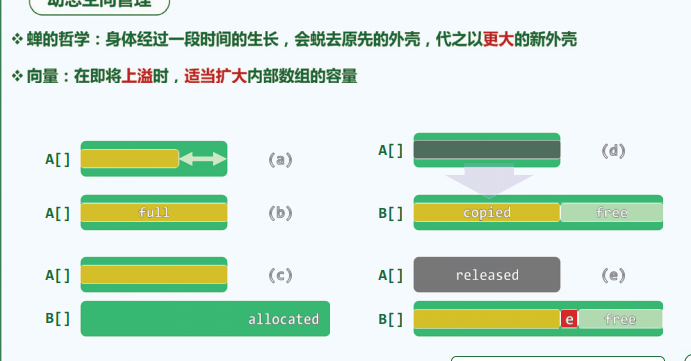 动态空间管理
❖ 蝉的哲学：身体经过一段时间的生长，会蜕去原先的外壳，代之以更大的新外壳
❖ 向量：在即将上溢时，适当扩大内部数组的容量
A[] (a)
A[] full (b)
A[] (c)
B[] allocated
A[] (d)
B[] copied free
A[] released (e)
B[] e free